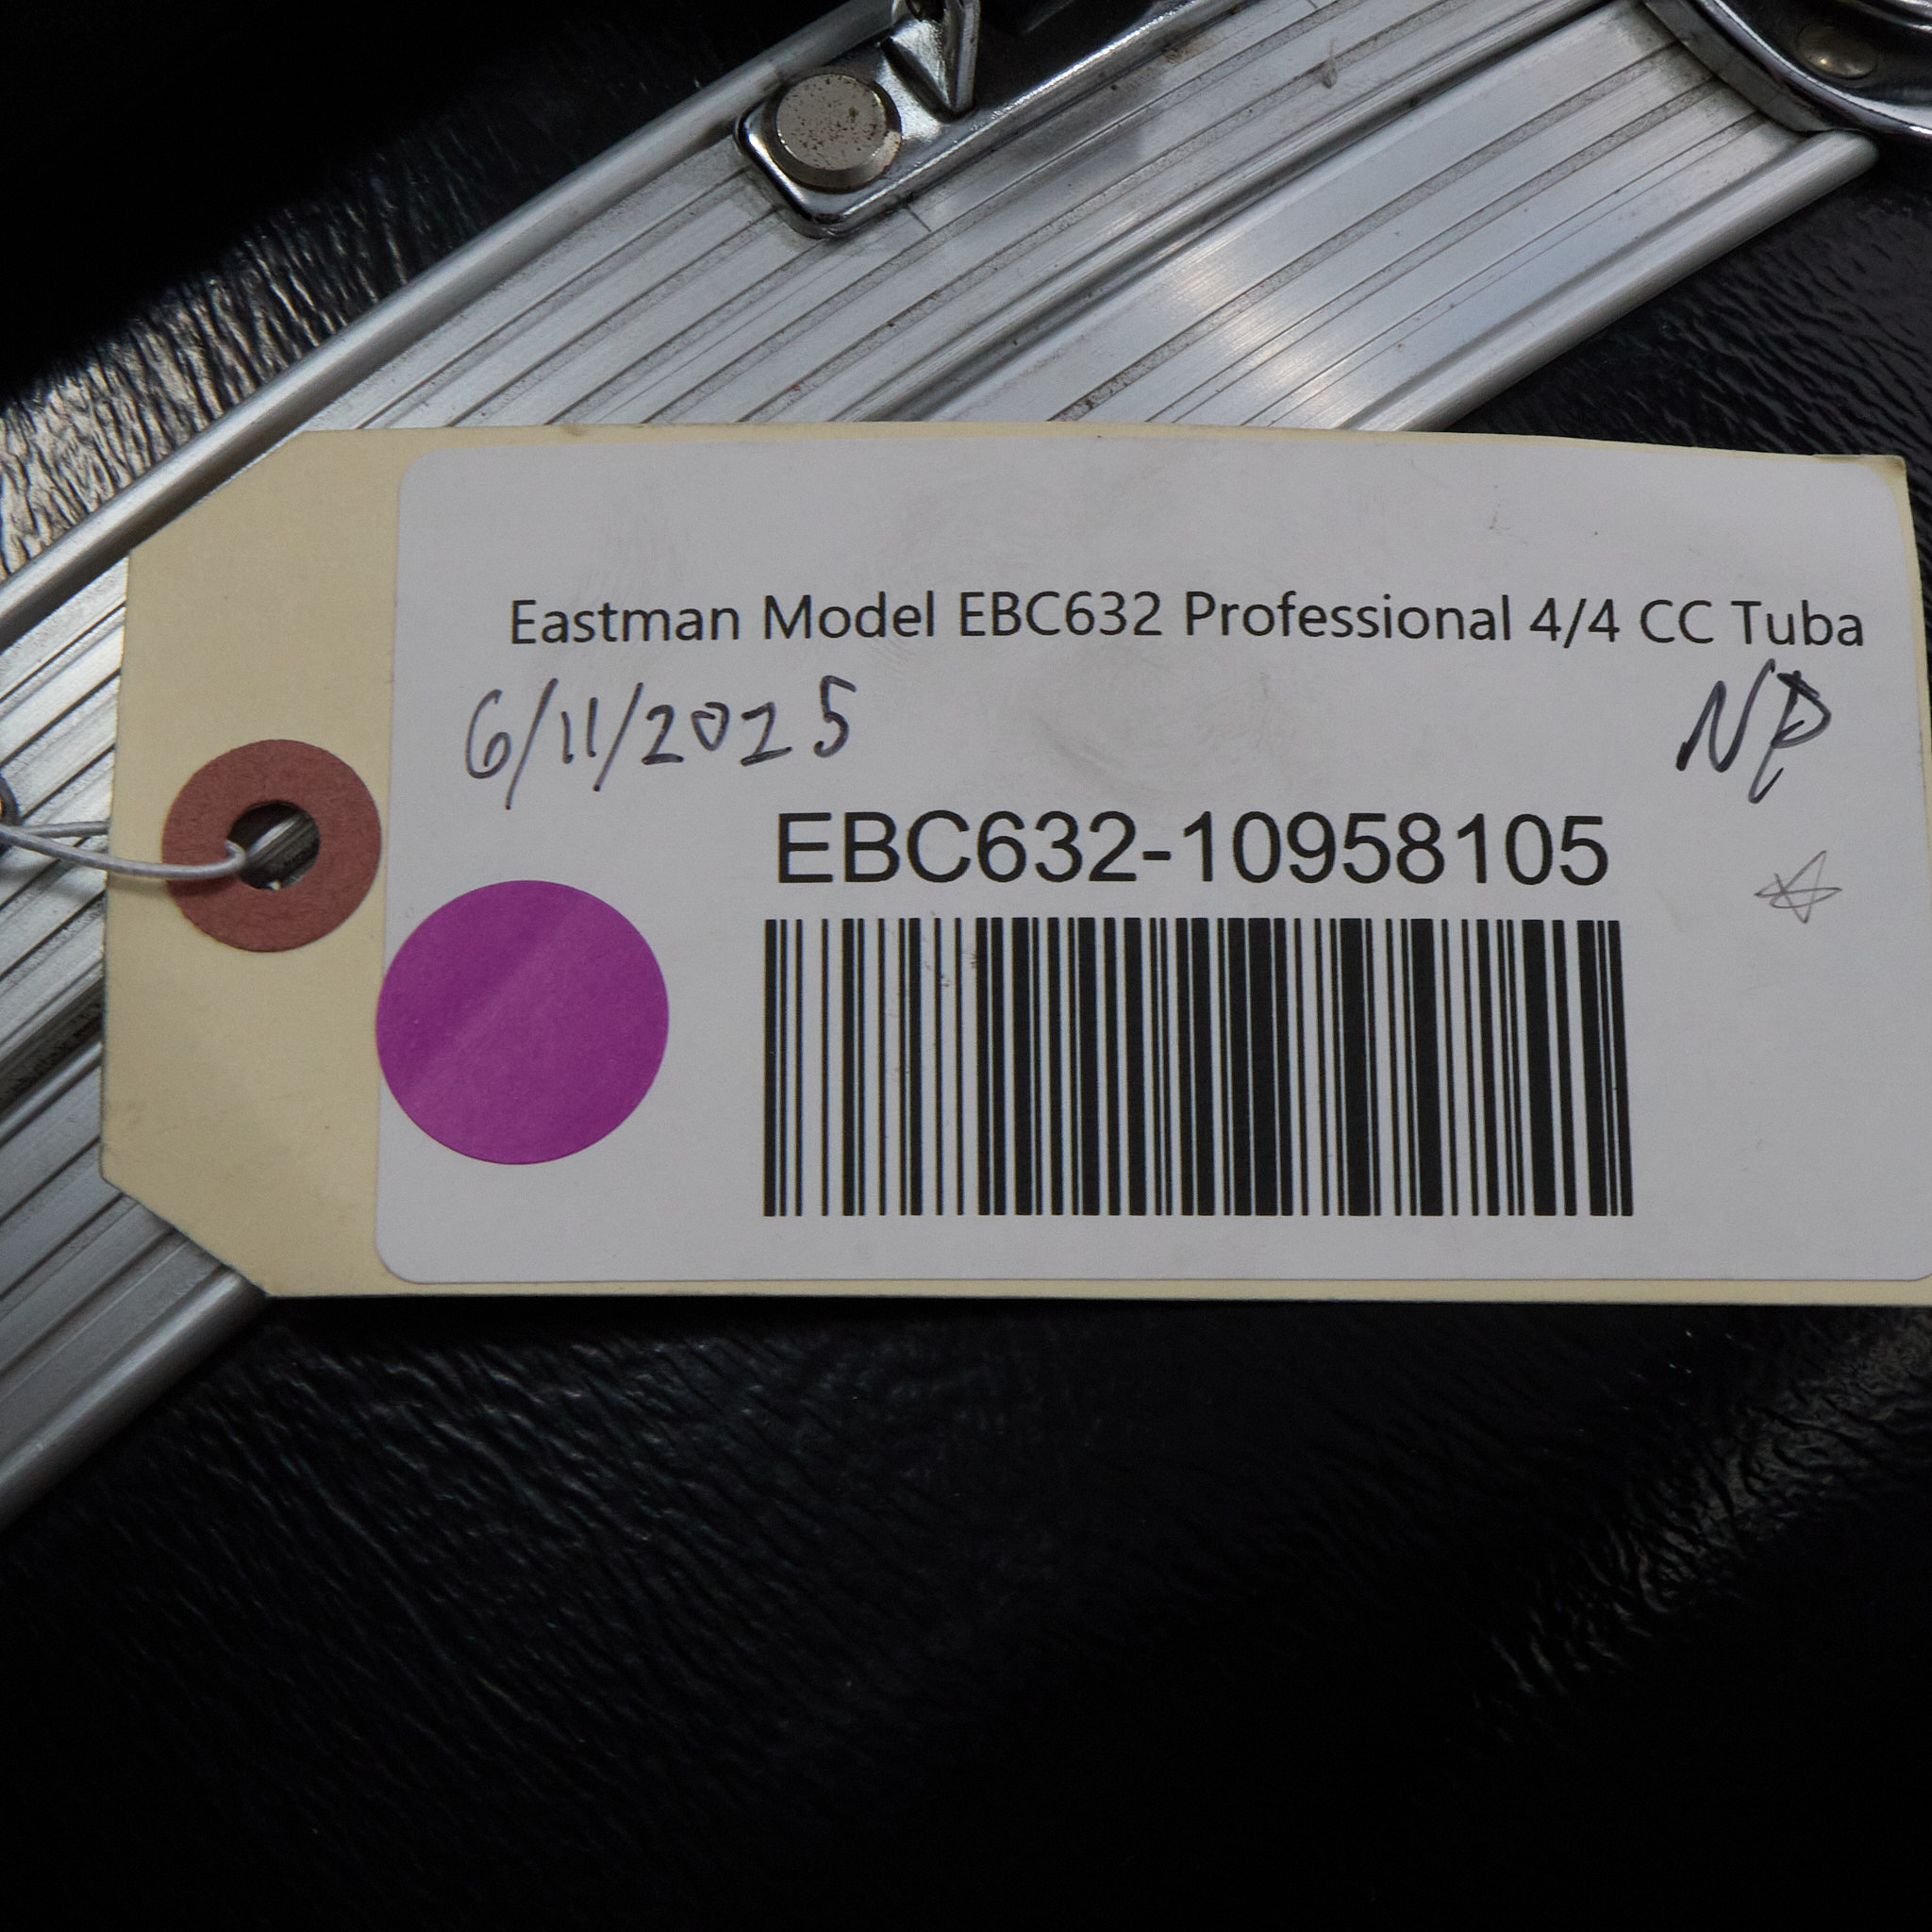 Eastman Model EBC632 Professional 4/4 CC Tuba
6/11/2025 NP
EBC632-10958105